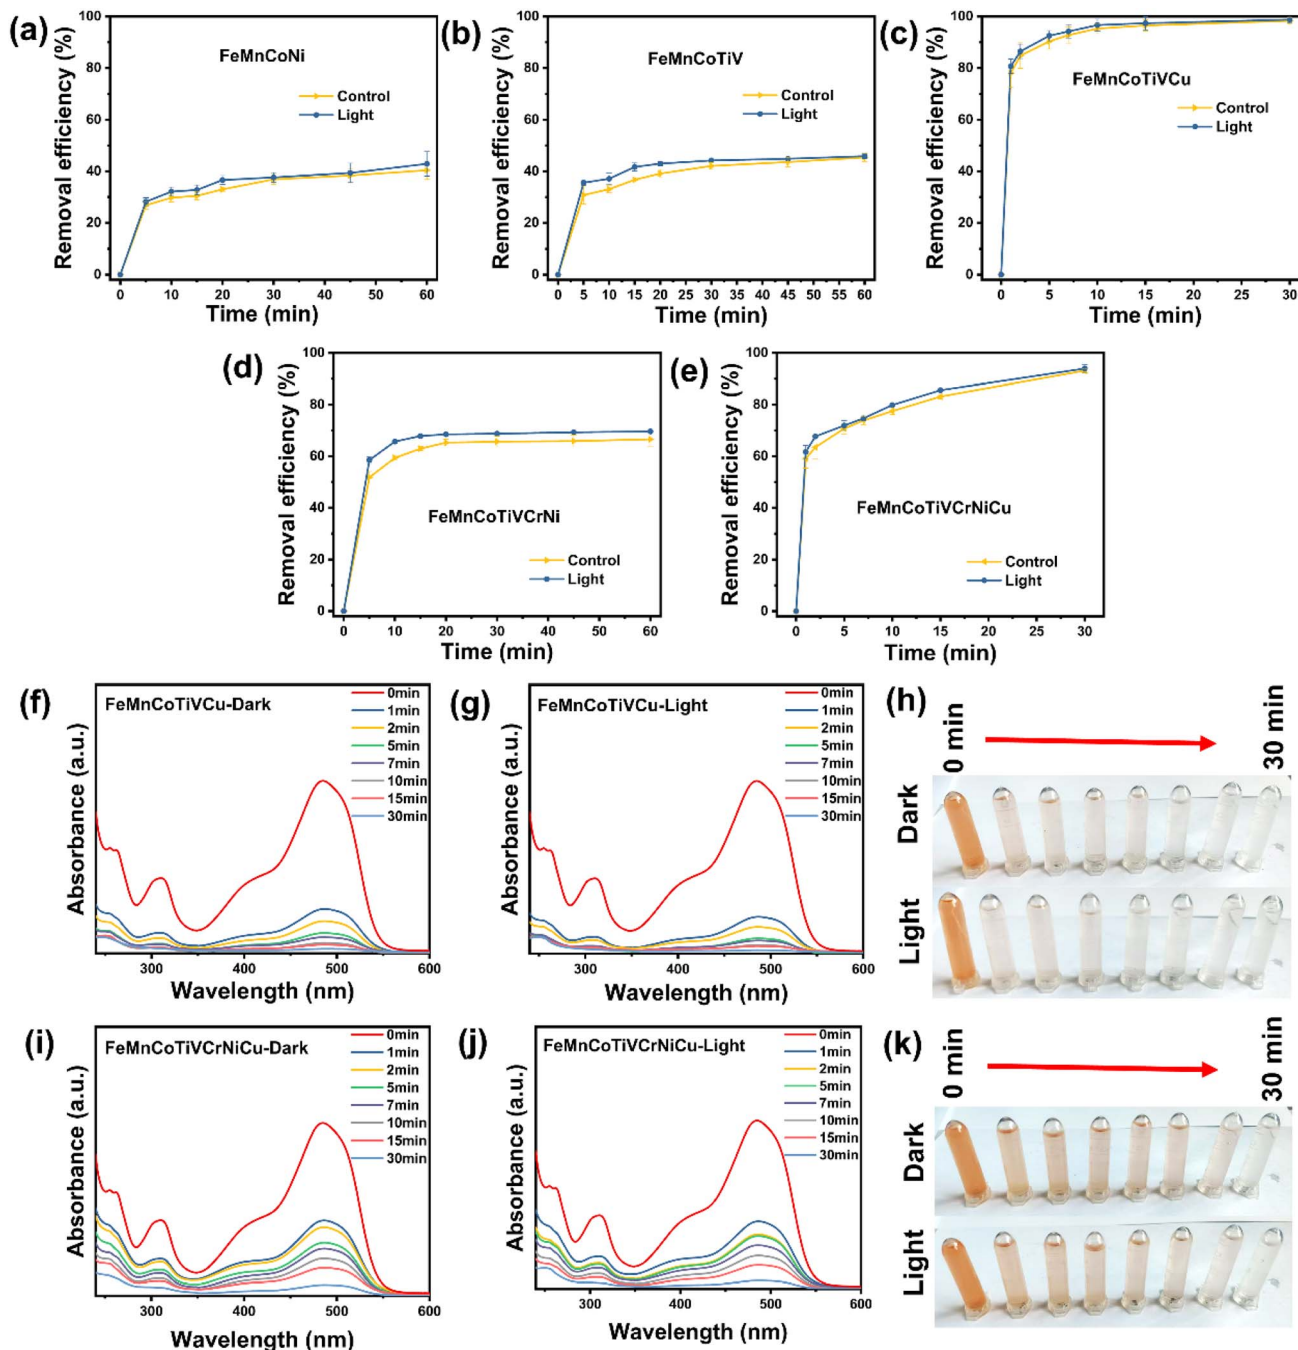 (a)
Removal efficiency (%)
100
80
60
40
20
0
FeMnCoNi
Control
Light
0 10 20 30 40 50 60
Time (min)
(b)
Removal efficiency (%)
100
80
60
40
20
0
FeMnCoTiV
Control
Light
0 5 10 15 20 25 30 35 40 45 50 55 60
Time (min)
(c)
Removal efficiency (%)
100
80
60
40
20
0
FeMnCoTiVCu
Control
Light
0 5 10 15 20 25 30
Time (min)
(d)
Removal efficiency (%)
100
80
60
40
20
0
FeMnCoTiVCrNi
Control
Light
0 10 20 30 40 50 60
Time (min)
(e)
Removal efficiency (%)
100
80
60
40
20
0
FeMnCoTiVCrNiCu
Control
Light
0 5 10 15 20 25 30
Time (min)
(f)
Absorbance (a.u.)
FeMnCoTiVCu-Dark
0min
1min
2min
5min
7min
10min
15min
30min
300 400 500 600
Wavelength (nm)
(g)
Absorbance (a.u.)
FeMnCoTiVCu-Light
0min
1min
2min
5min
7min
10min
15min
30min
300 400 500 600
Wavelength (nm)
(h)
0 min
30 min
Dark
Light
(i)
Absorbance (a.u.)
FeMnCoTiVCrNiCu-Dark
0min
1min
2min
5min
7min
10min
15min
30min
300 400 500 600
Wavelength (nm)
(j)
Absorbance (a.u.)
FeMnCoTiVCrNiCu-Light
0min
1min
2min
5min
7min
10min
15min
30min
300 400 500 600
Wavelength (nm)
(k)
0 min
30 min
Dark
Light